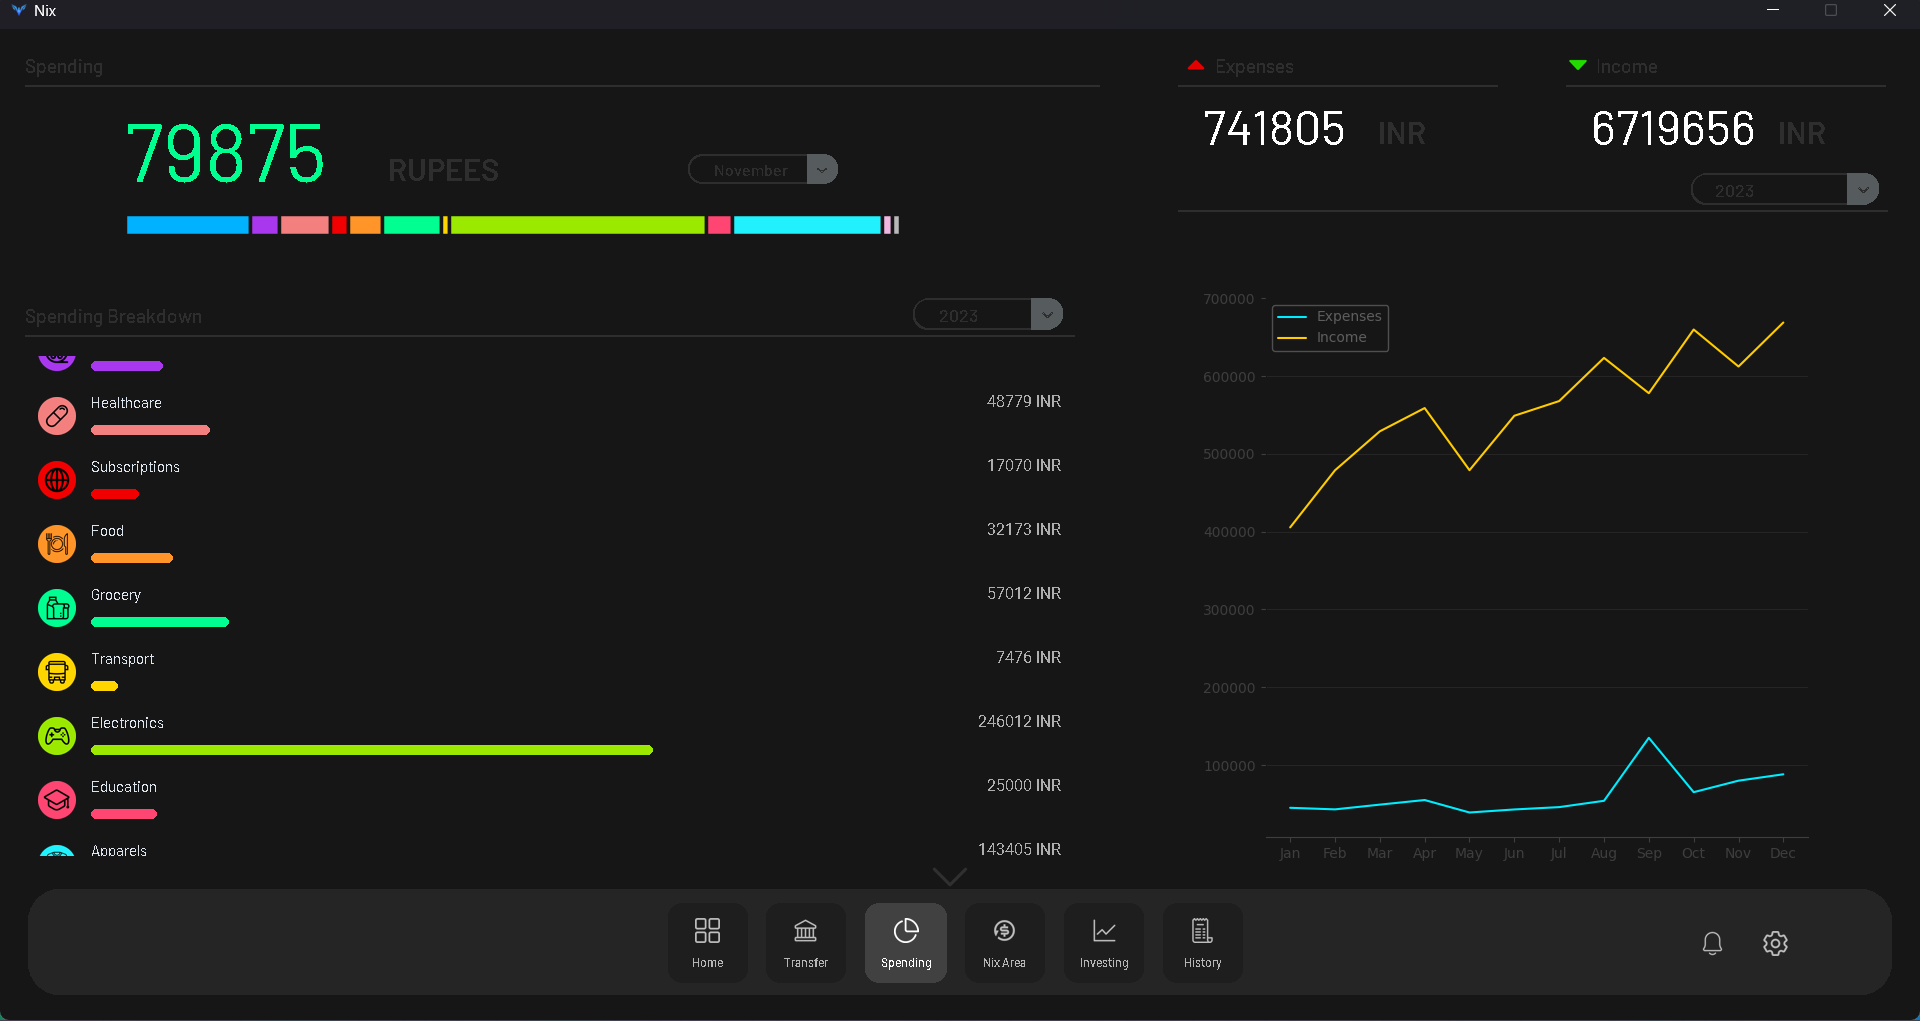 Nix
Spending
79875 RUPEES
November
Expenses
741805 INR
Income
6719656 INR
2023
Spending Breakdown
2023
Healthcare 48779 INR
Subscriptions 17070 INR
Food 32173 INR
Grocery 57012 INR
Transport 7476 INR
Electronics 246012 INR
Education 25000 INR
Apparels 143405 INR
700000
600000
500000
400000
300000
200000
100000
Expenses
Income
Jan Feb Mar Apr May Jun Jul Aug Sep Oct Nov Dec
Home
Transfer
Spending
Nix Area
Investing
History